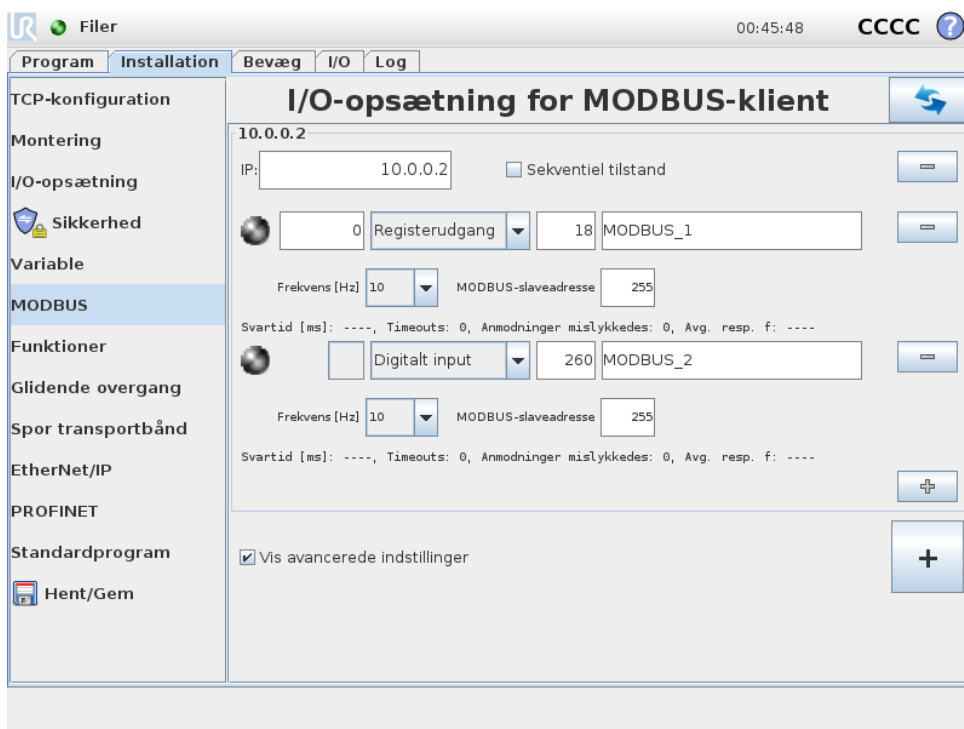 UR Filer 00:45:48 CCCC ?
Program Installation Bevæg I/O Log
TCP-konfiguration
Montering
I/O-opsætning
Sikkerhed
Variable
MODBUS
Funktioner
Glidende overgang
Spor transportbånd
EtherNet/IP
PROFINET
Standardprogram
Hent/Gem
I/O-opsætning for MODBUS-klient
10.0.0.2
IP: 10.0.0.2 Sekventiel tilstand
0 Registerudgang 18 MODBUS_1
Frekvens [Hz] 10 MODBUS-slaveadresse 255
Svartid [ms]: ----, Timeouts: 0, Anmodninger mislykkedes: 0, Avg. resp. f: ----
Digitalt input 260 MODBUS_2
Frekvens [Hz] 10 MODBUS-slaveadresse 255
Svartid [ms]: ----, Timeouts: 0, Anmodninger mislykkedes: 0, Avg. resp. f: ----
Vis avancerede indstillinger